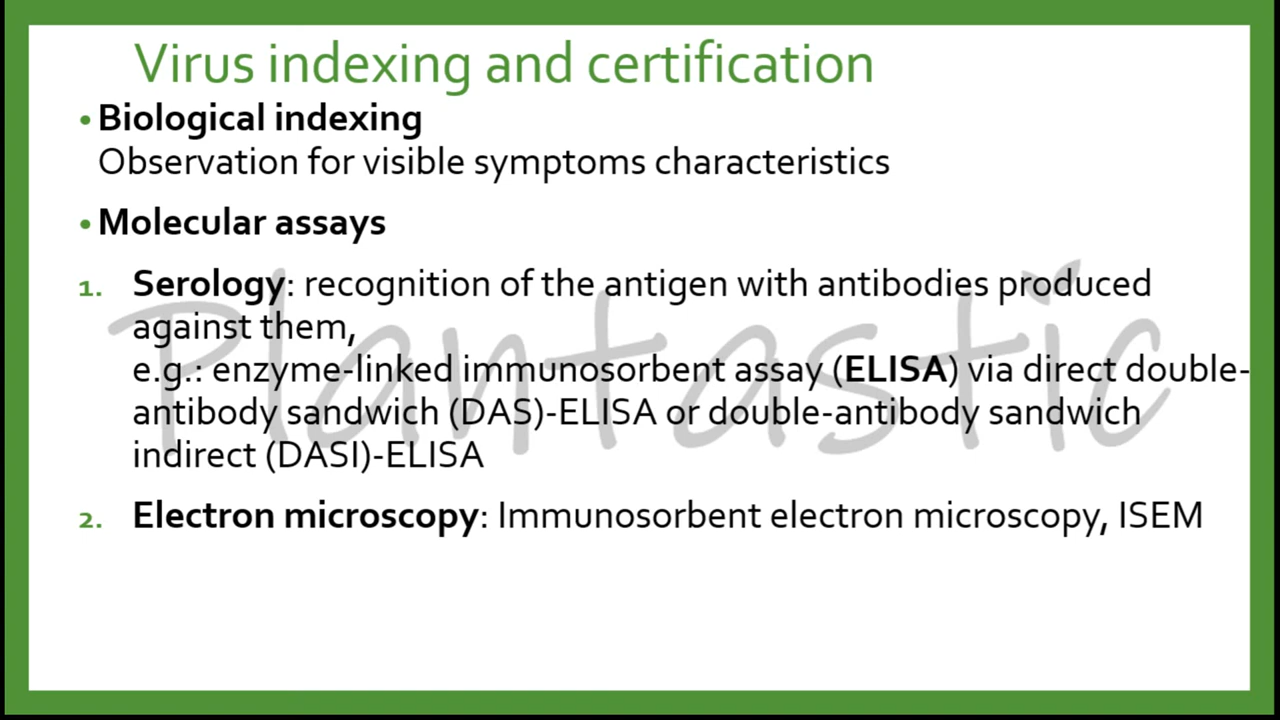 Virus indexing and certification
• Biological indexing
Observation for visible symptoms characteristics
• Molecular assays
1. Serology: recognition of the antigen with antibodies produced
against them,
e.g.: enzyme-linked immunosorbent assay (ELISA) via direct double-
antibody sandwich (DAS)-ELISA or double-antibody sandwich
indirect (DASI)-ELISA
2. Electron microscopy: Immunosorbent electron microscopy, ISEM
Plantastic